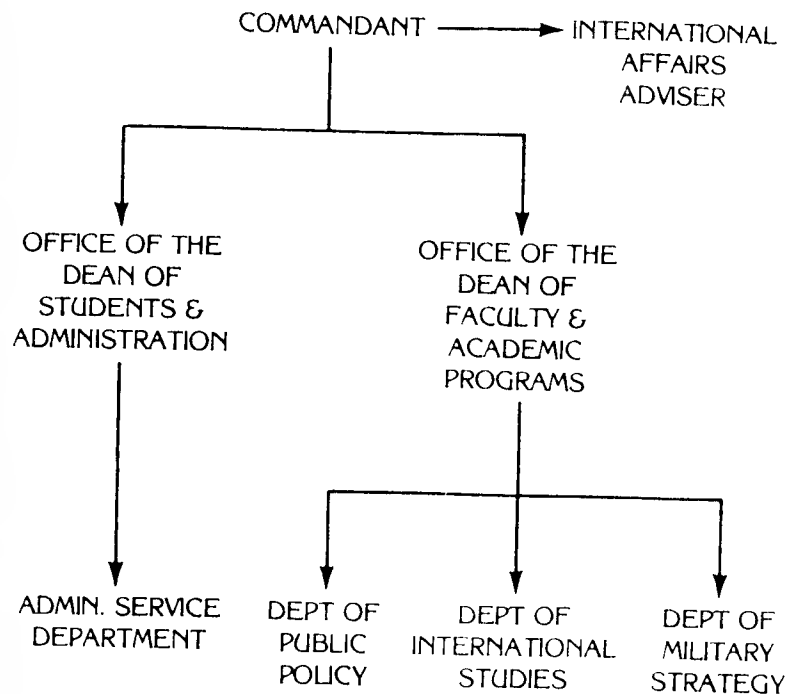 COMMANDANT
INTERNATIONAL
AFFAIRS
ADVISER
OFFICE OF THE
DEAN OF
STUDENTS &
ADMINISTRATION
OFFICE OF THE
DEAN OF
FACULTY &
ACADEMIC
PROGRAMS
ADMIN. SERVICE
DEPARTMENT
DEPT OF
PUBLIC
POLICY
DEPT OF
INTERNATIONAL
STUDIES
DEPT OF
MILITARY
STRATEGY